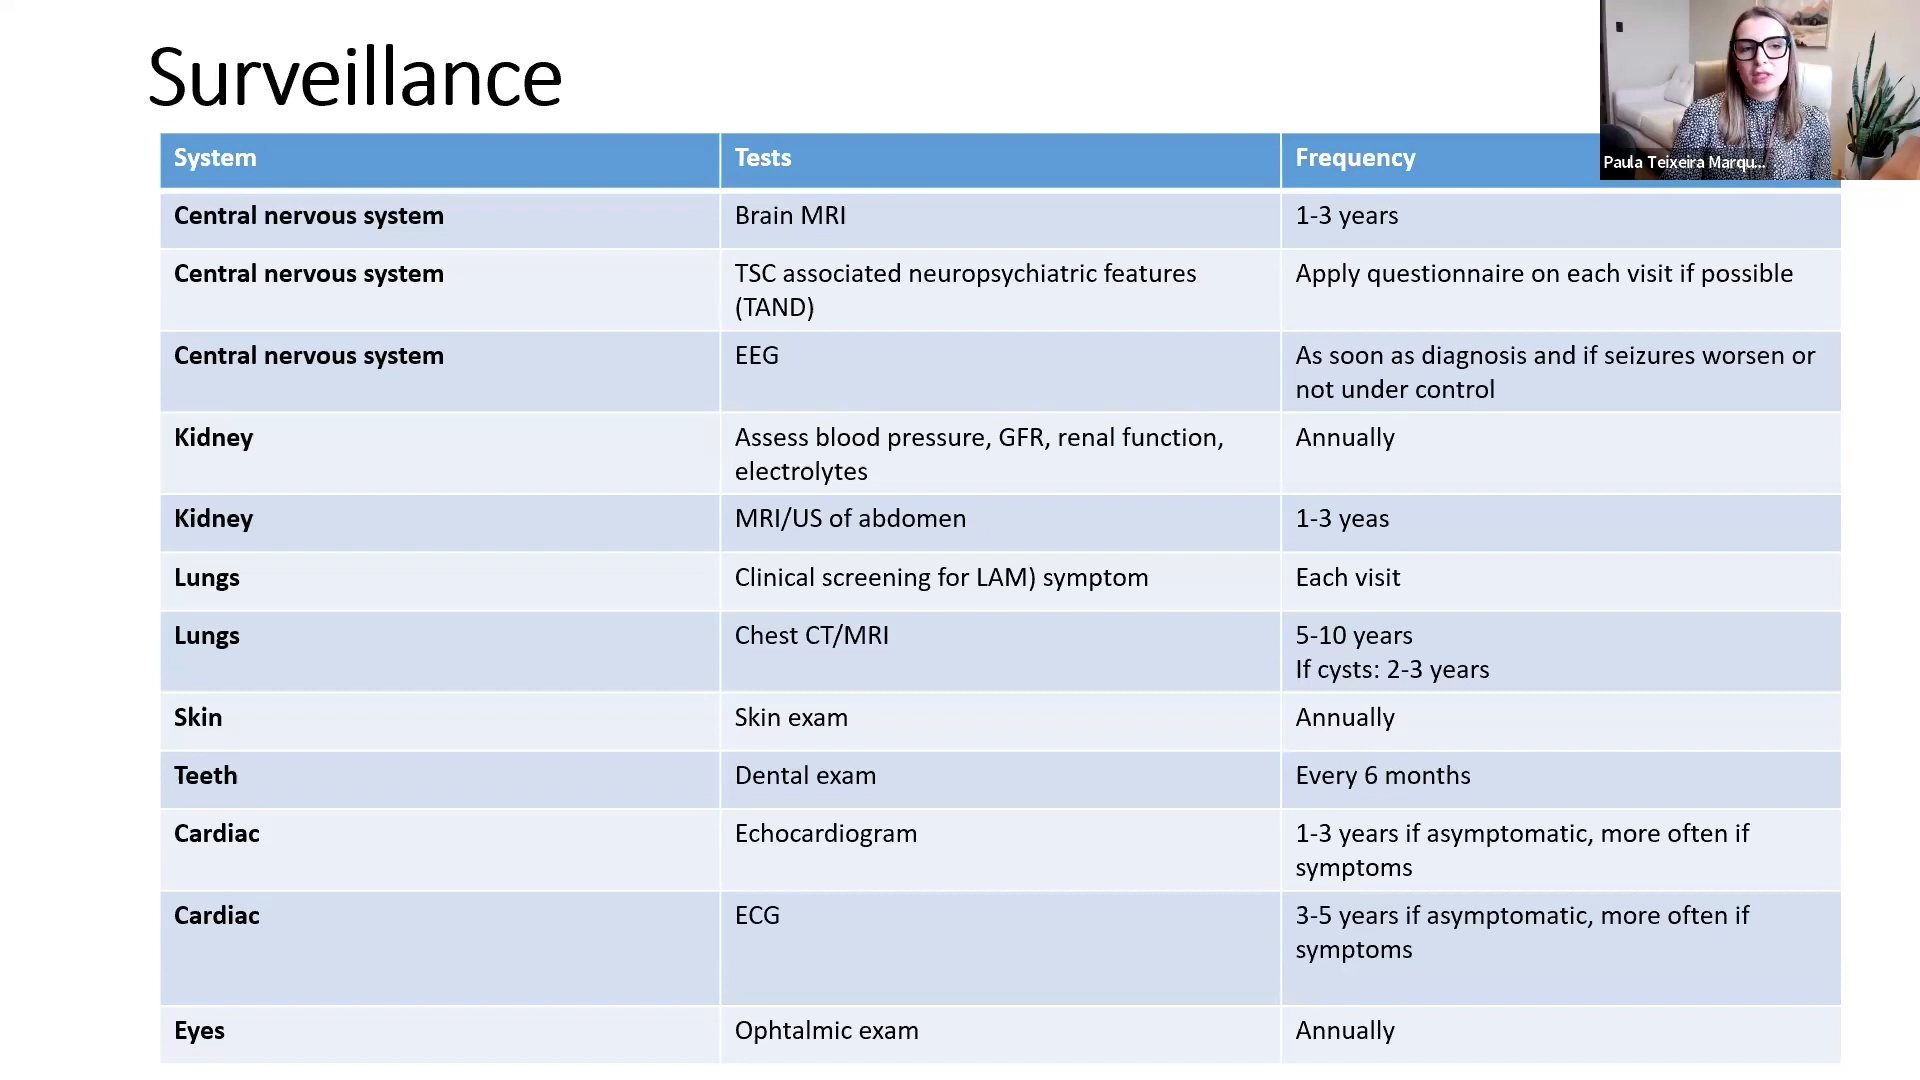 Surveillance
System Tests Frequency
Paula Teixeira Marqu...
Central nervous system Brain MRI 1-3 years
Central nervous system TSC associated neuropsychiatric features Apply questionnaire on each visit if possible
(TAND)
Central nervous system EEG As soon as diagnosis and if seizures worsen or
not under control
Kidney Assess blood pressure, GFR, renal function, Annually
electrolytes
Kidney MRI/US of abdomen 1-3 yeas
Lungs Clinical screening for LAM) symptom Each visit
Lungs Chest CT/MRI 5-10 years
If cysts: 2-3 years
Skin Skin exam Annually
Teeth Dental exam Every 6 months
Cardiac Echocardiogram 1-3 years if asymptomatic, more often if
symptoms
Cardiac ECG 3-5 years if asymptomatic, more often if
symptoms
Eyes Ophtalmic exam Annually